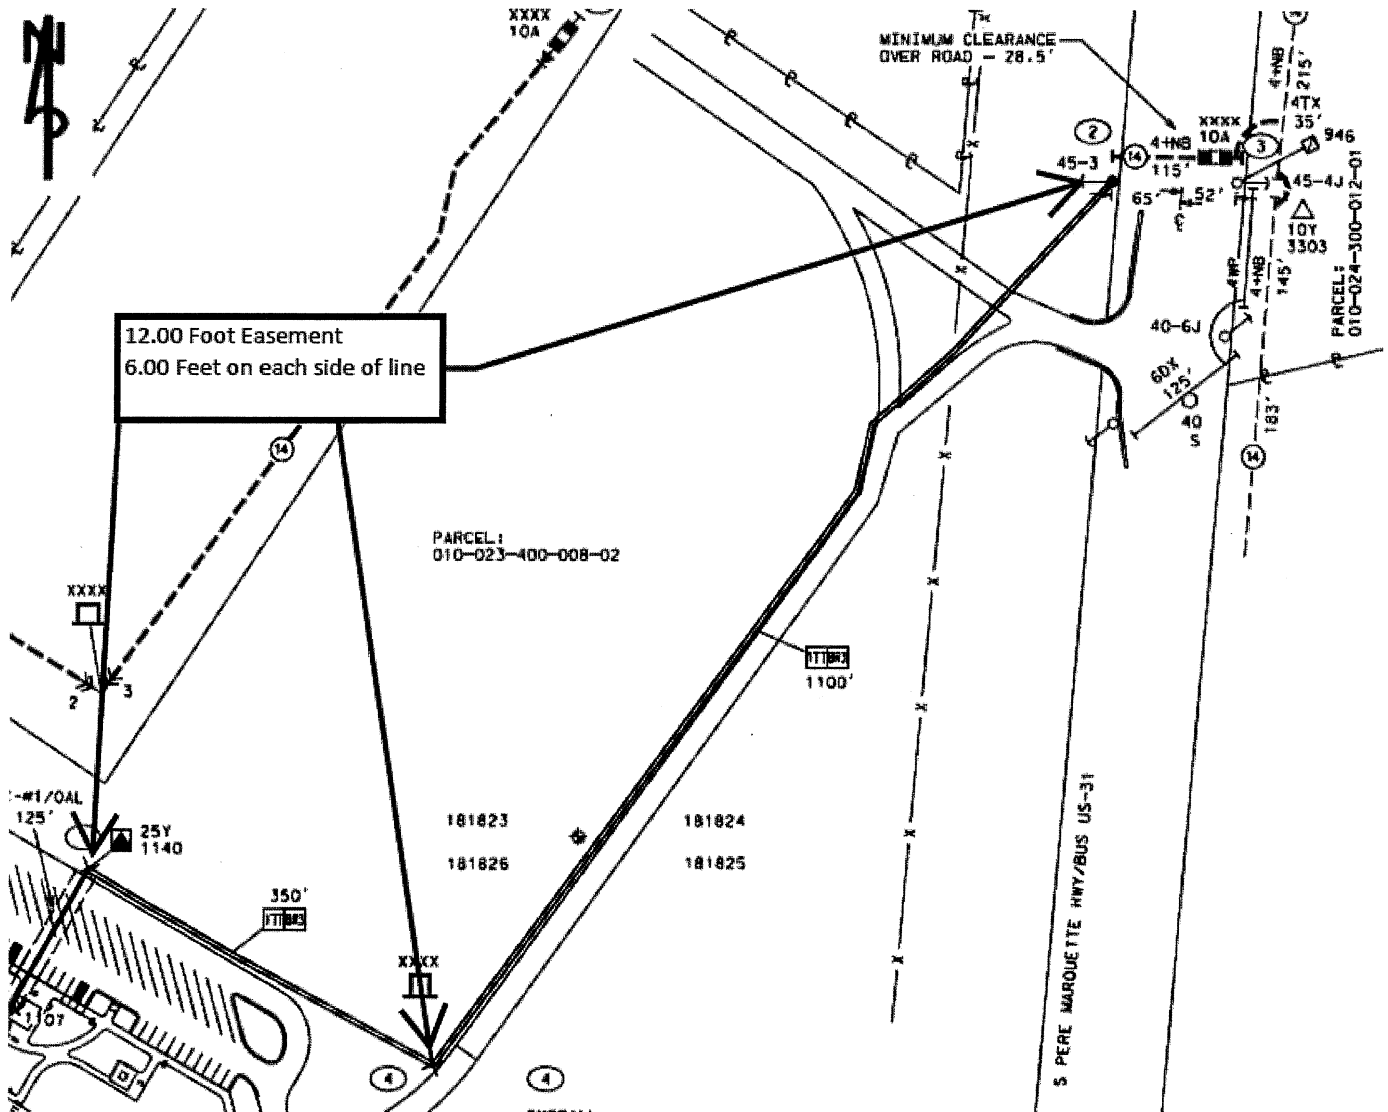 N
XXXX
10A
MINIMUM CLEARANCE
OVER ROAD - 28.5'
4+NB
215'
4TX
35'
XXXX
10A
946
2
3
14
4+NB
115'
45-3
45-4J
65'
52'
10Y
3303
PARCEL:
010-024-300-012-01
4WP
4+NB
145'
40-6J
6DX
125'
40
S
183'
14
12.00 Foot Easement
6.00 Feet on each side of line
14
PARCEL:
010-023-400-008-02
XXXX
2
3
1100'
-#1/OAL
125'
25Y
1140
181823
181824
181826
181825
350'
XXXX
S PERE MARQUETTE HWY/BUS US-31
1107
4
4